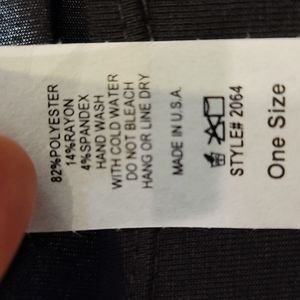 82%POLYESTER
14%RAYON
4%SPANDEX
HAND WASH
WITH COLD WATER
DO NOT BLEACH
HANG OR LINE DRY
MADE IN U.S.A.
STYLE# 2064
One Size